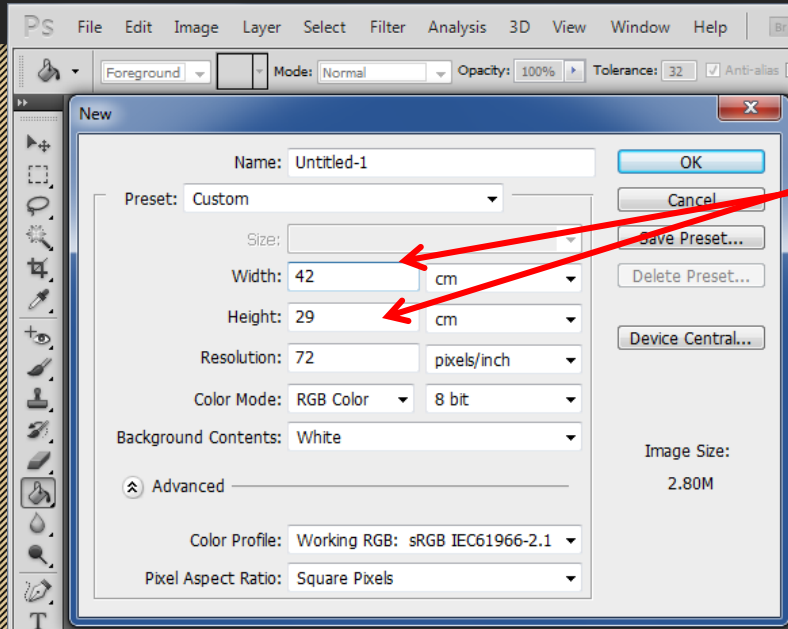 Ps File Edit Image Layer Select Filter Analysis 3D View Window Help Br
Foreground Mode: Normal Opacity: 100% Tolerance: 32 Anti-alias
New
Name: Untitled-1 OK
Preset: Custom Cancel
Size: Save Preset...
Width: 42 cm Delete Preset...
Height: 29 cm
Device Central...
Resolution: 72 pixels/inch
Color Mode: RGB Color 8 bit
Background Contents: White
Image Size:
2.80M
Advanced
Color Profile: Working RGB: sRGB IEC61966-2.1
Pixel Aspect Ratio: Square Pixels
T